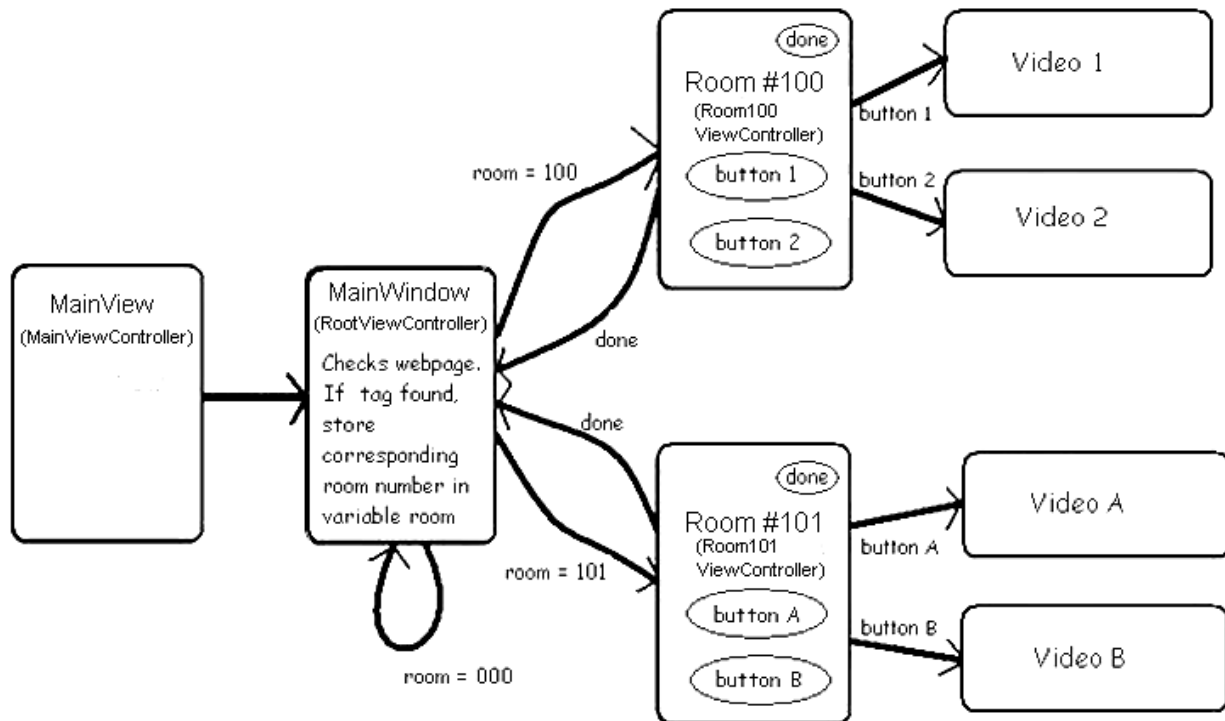 MainView
(MainViewController)
MainWindow
(RootViewController)
Checks webpage.
If tag found,
store
corresponding
room number in
variable room
room = 000
room = 100
done
done
room = 101
done
Room #100
(Room100
ViewController)
button 1
button 2
button 1
button 2
Video 1
Video 2
done
Room #101
(Room101
ViewController)
button A
button B
button A
button B
Video A
Video B